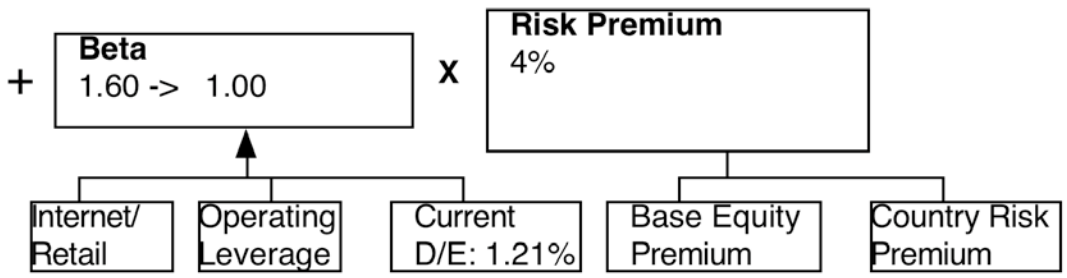 +
Beta
1.60 -> 1.00
X
Risk Premium
4%
Internet/
Retail
Operating
Leverage
Current
D/E: 1.21%
Base Equity
Premium
Country Risk
Premium